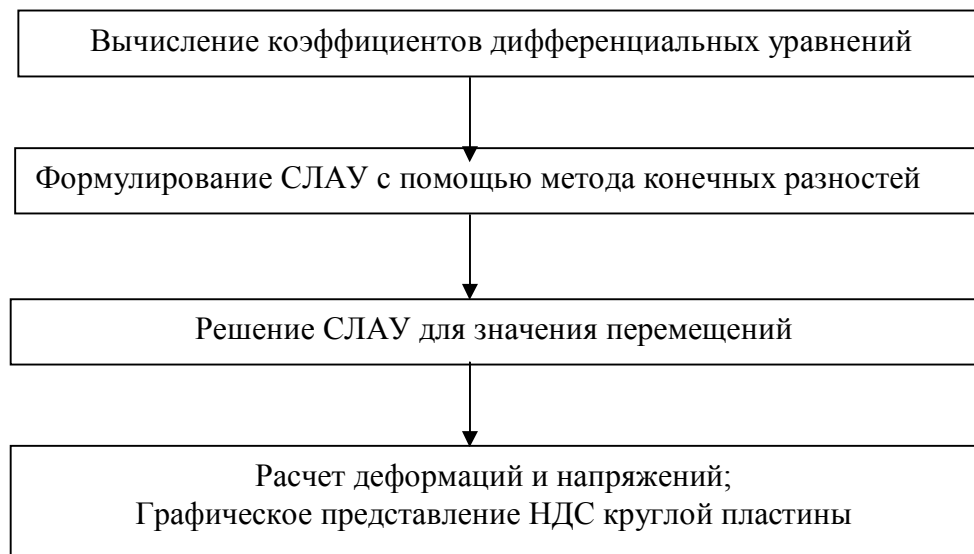 Вычисление коэффициентов дифференциальных уравнений
Формулирование СЛАУ с помощью метода конечных разностей
Решение СЛАУ для значения перемещений
Расчет деформаций и напряжений;
Графическое представление НДС круглой пластины